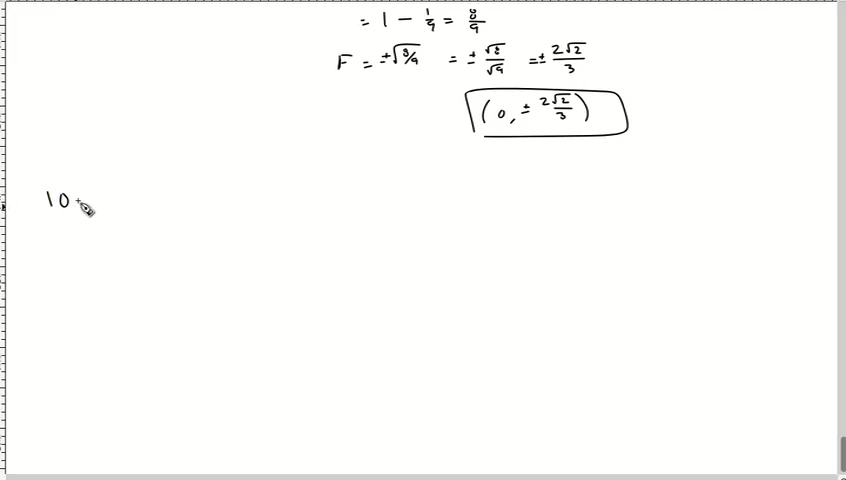 = 1 - 1/9 = 8/9
F = ±√8/9 = ± √8/√9 = ± 2√2/3
(0, ± 2√2/3)
10